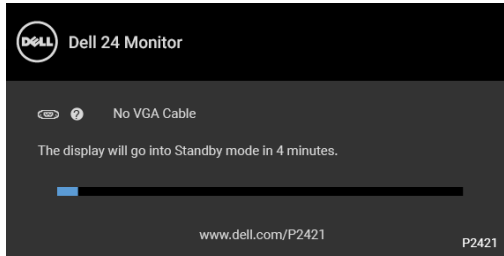 DELL Dell 24 Monitor
? No VGA Cable
The display will go into Standby mode in 4 minutes.
www.dell.com/P2421
P2421